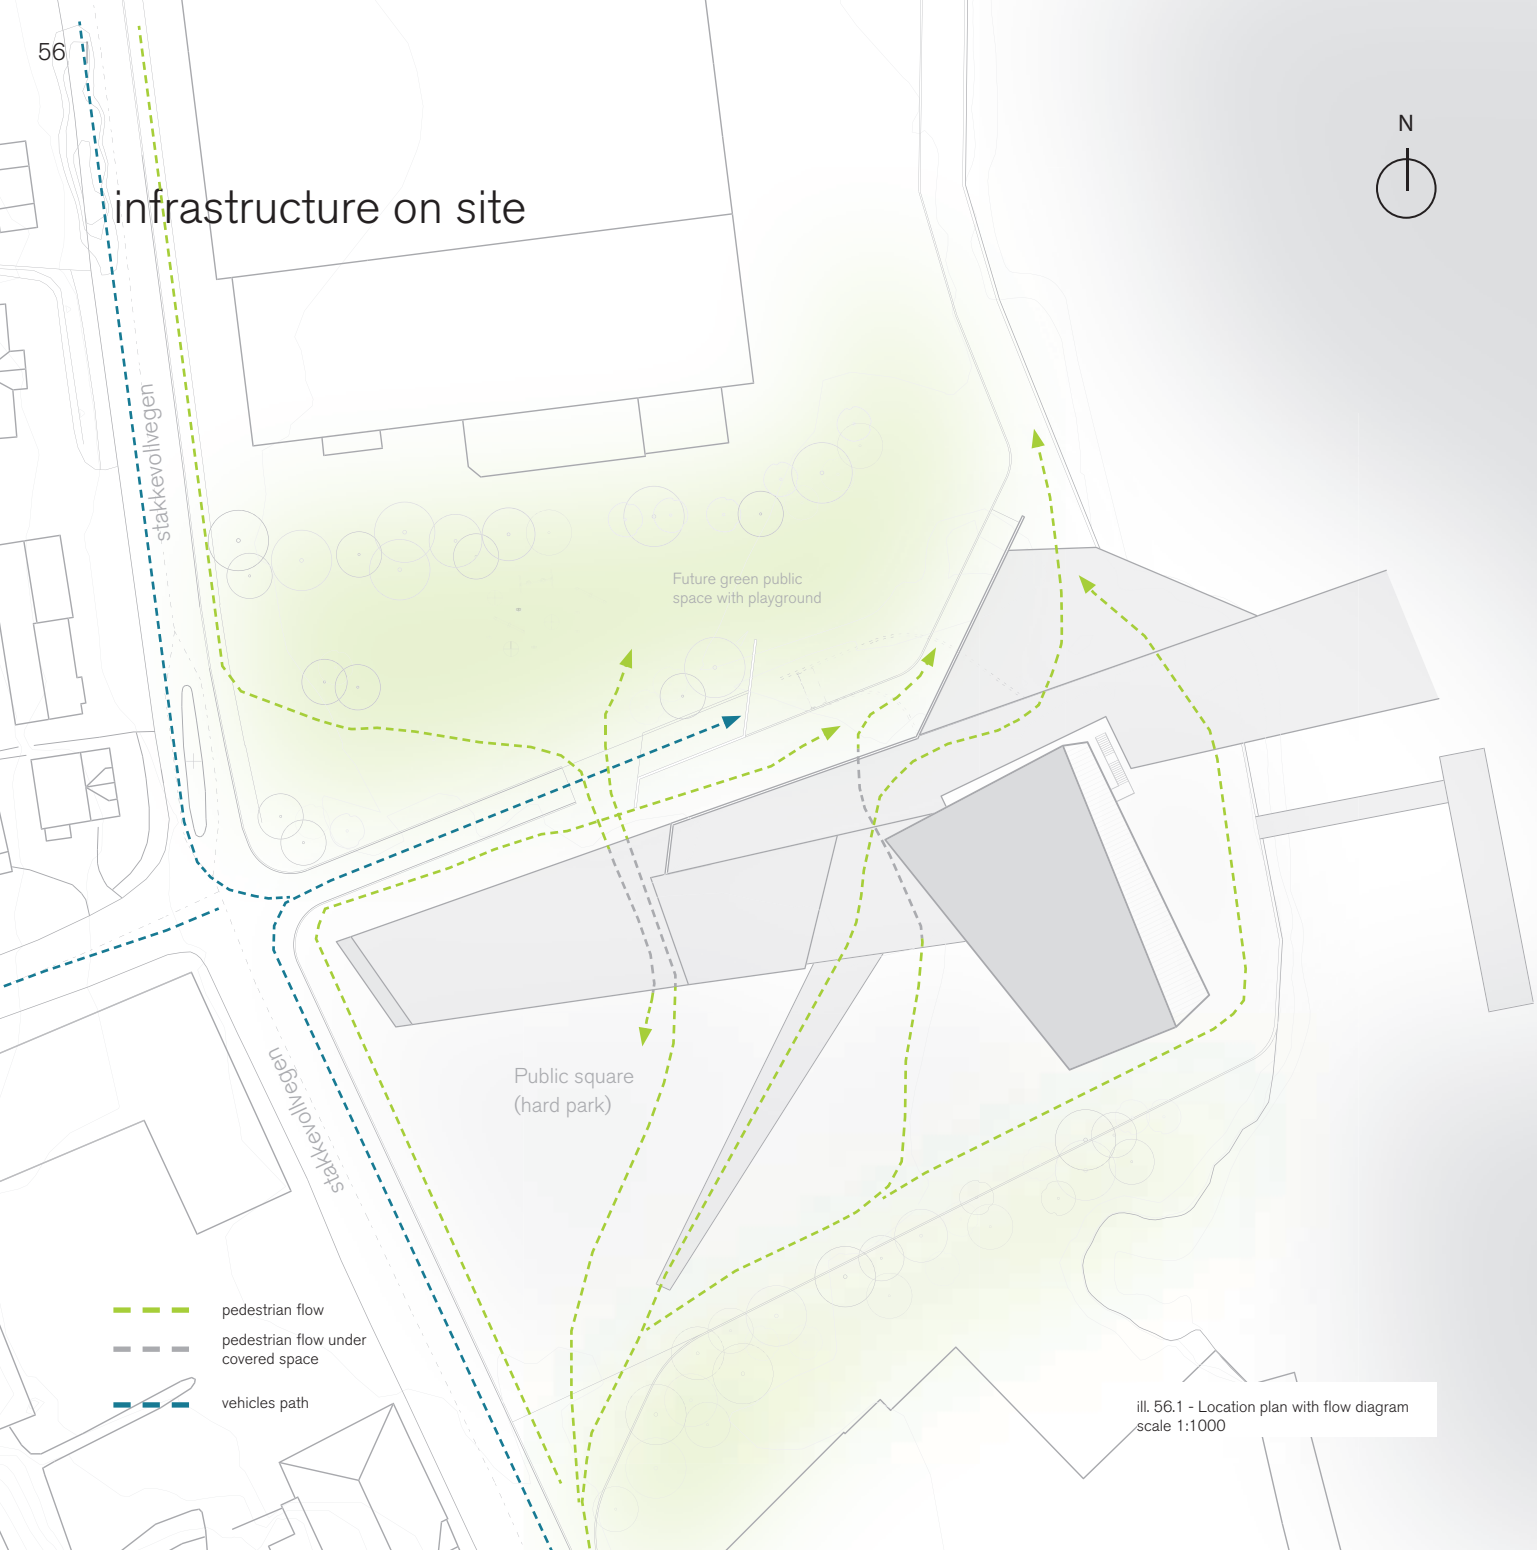 56
N
infrastructure on site
stakkevollvegen
Future green public
space with playground
Public square
(hard park)
stakkevollvegen
pedestrian flow
pedestrian flow under
covered space
vehicles path
ill. 56.1 - Location plan with flow diagram
scale 1:1000